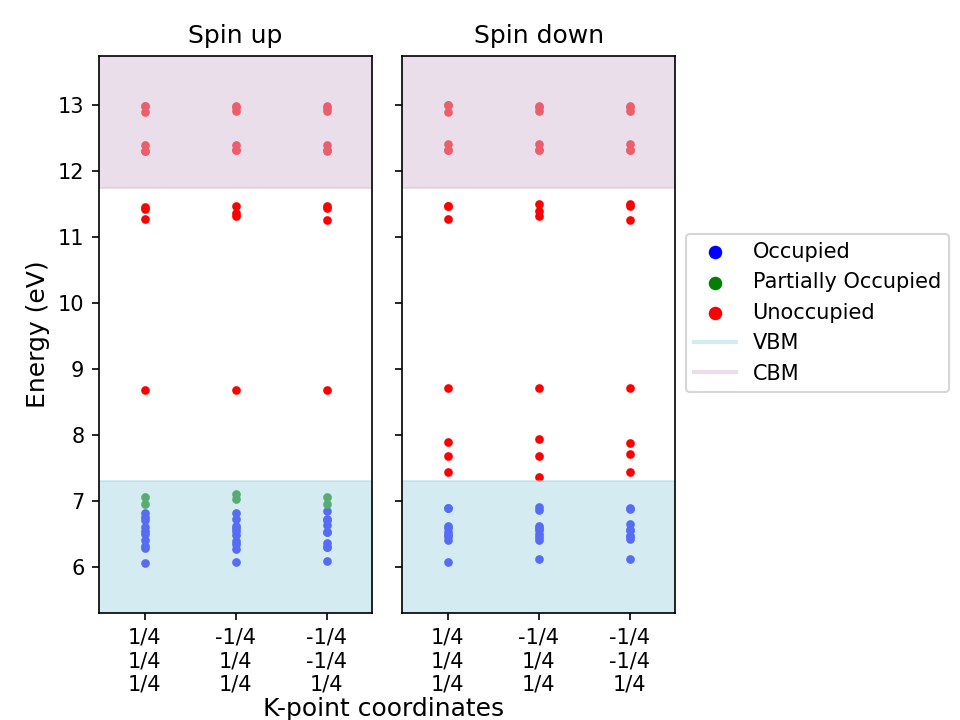 Spin up
Spin down
Energy (eV)
13
12
11
10
9
8
7
6
Occupied
Partially Occupied
Unoccupied
VBM
CBM
1/4 -1/4 -1/4 1/4 -1/4 -1/4
1/4 1/4 -1/4 1/4 1/4 -1/4
1/4 1/4 1/4 1/4 1/4 1/4
K-point coordinates